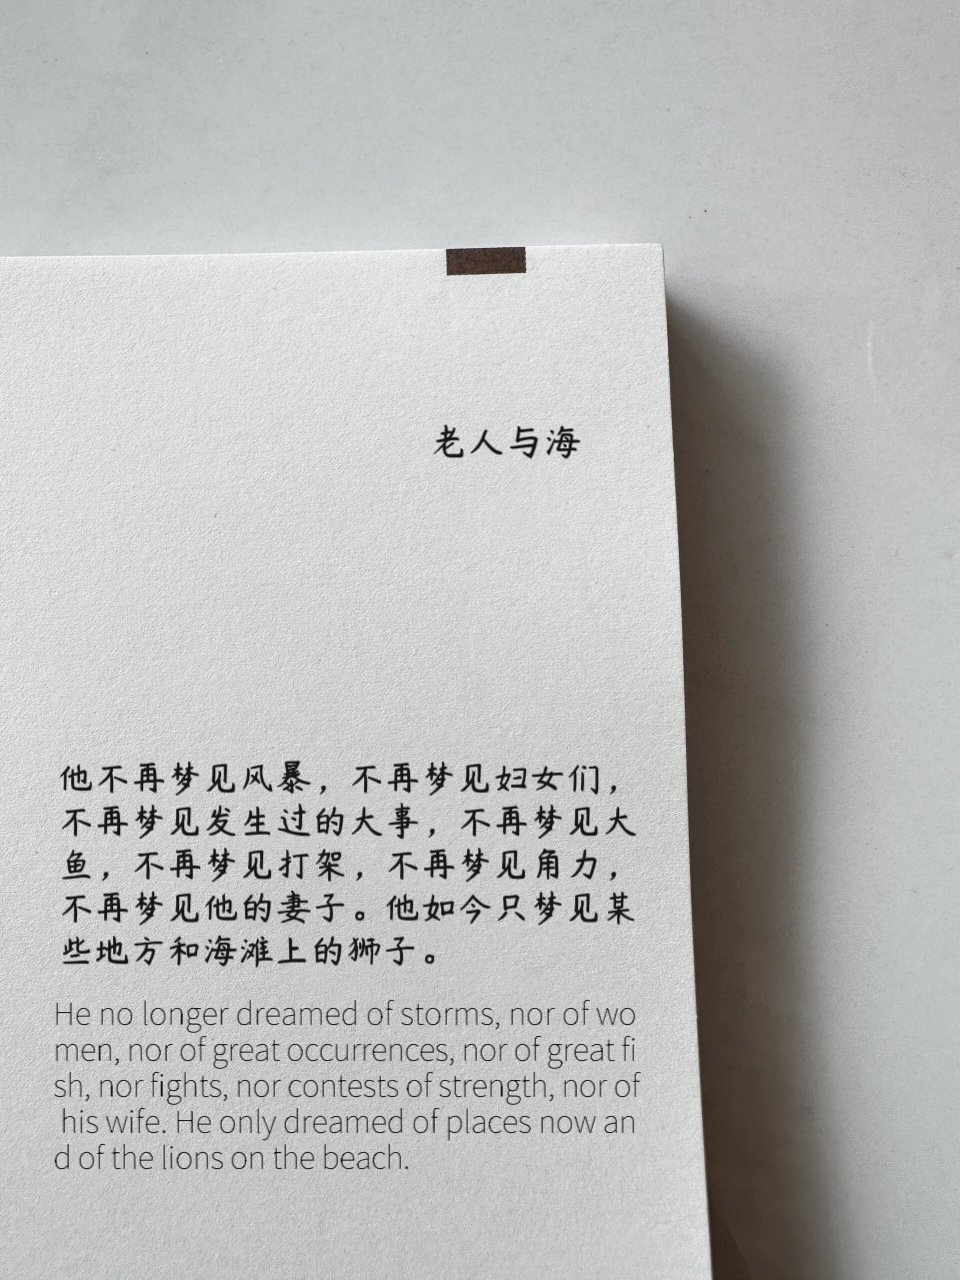 老人与海
他不再梦见风暴，不再梦见妇女们，
不再梦见发生过的大事，不再梦见大
鱼，不再梦见打架，不再梦见角力，
不再梦见他的妻子。他如今只梦见某
些地方和海滩上的狮子。
He no longer dreamed of storms, nor of wo
men, nor of great occurrences, nor of great fi
sh, nor fights, nor contests of strength, nor of
his wife. He only dreamed of places now an
d of the lions on the beach.